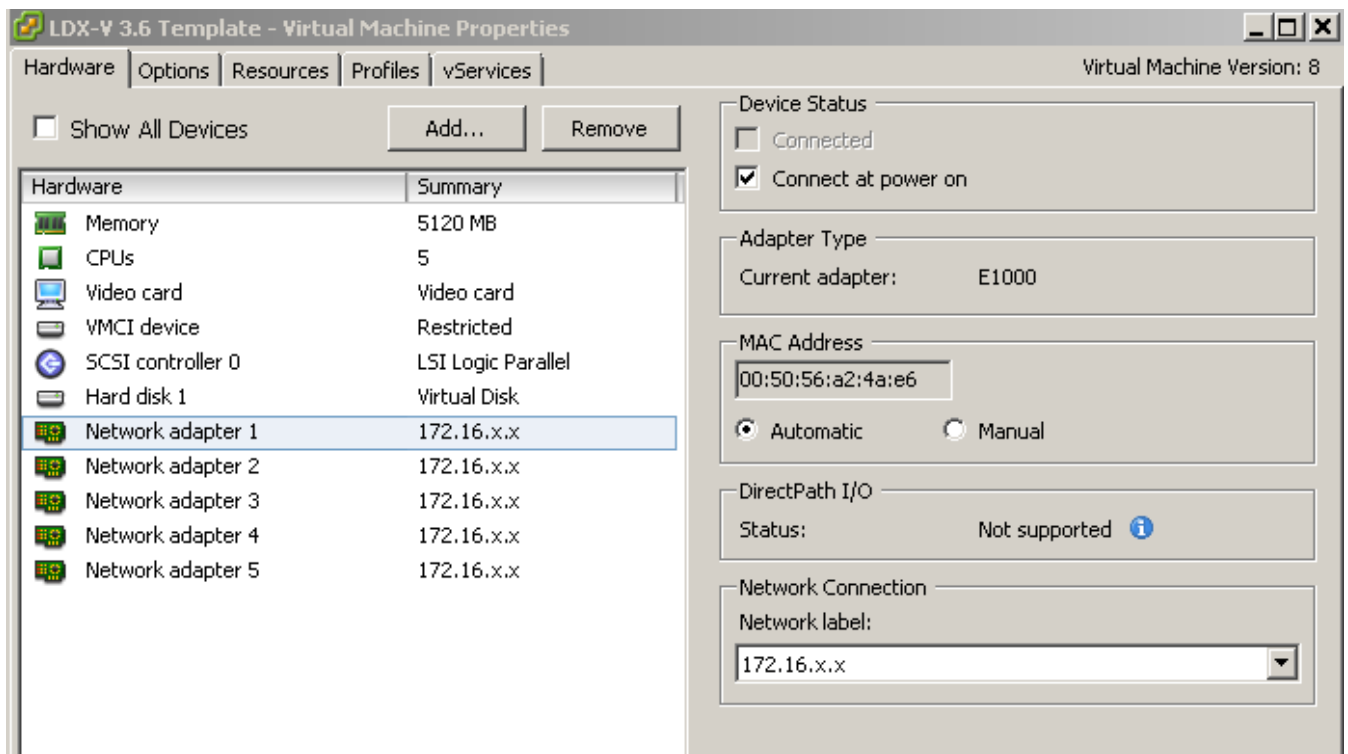 LDX-V 3.6 Template - Virtual Machine Properties
Hardware Options Resources Profiles vServices Virtual Machine Version: 8
Show All Devices Add... Remove
Hardware Summary
Memory 5120 MB
CPUs 5
Video card Video card
VMCI device Restricted
SCSI controller 0 LSI Logic Parallel
Hard disk 1 Virtual Disk
Network adapter 1 172.16.x.x
Network adapter 2 172.16.x.x
Network adapter 3 172.16.x.x
Network adapter 4 172.16.x.x
Network adapter 5 172.16.x.x
Device Status
Connected
Connect at power on
Adapter Type
Current adapter: E1000
MAC Address
00:50:56:a2:4a:e6
Automatic Manual
DirectPath I/O
Status: Not supported
Network Connection
Network label:
172.16.x.x